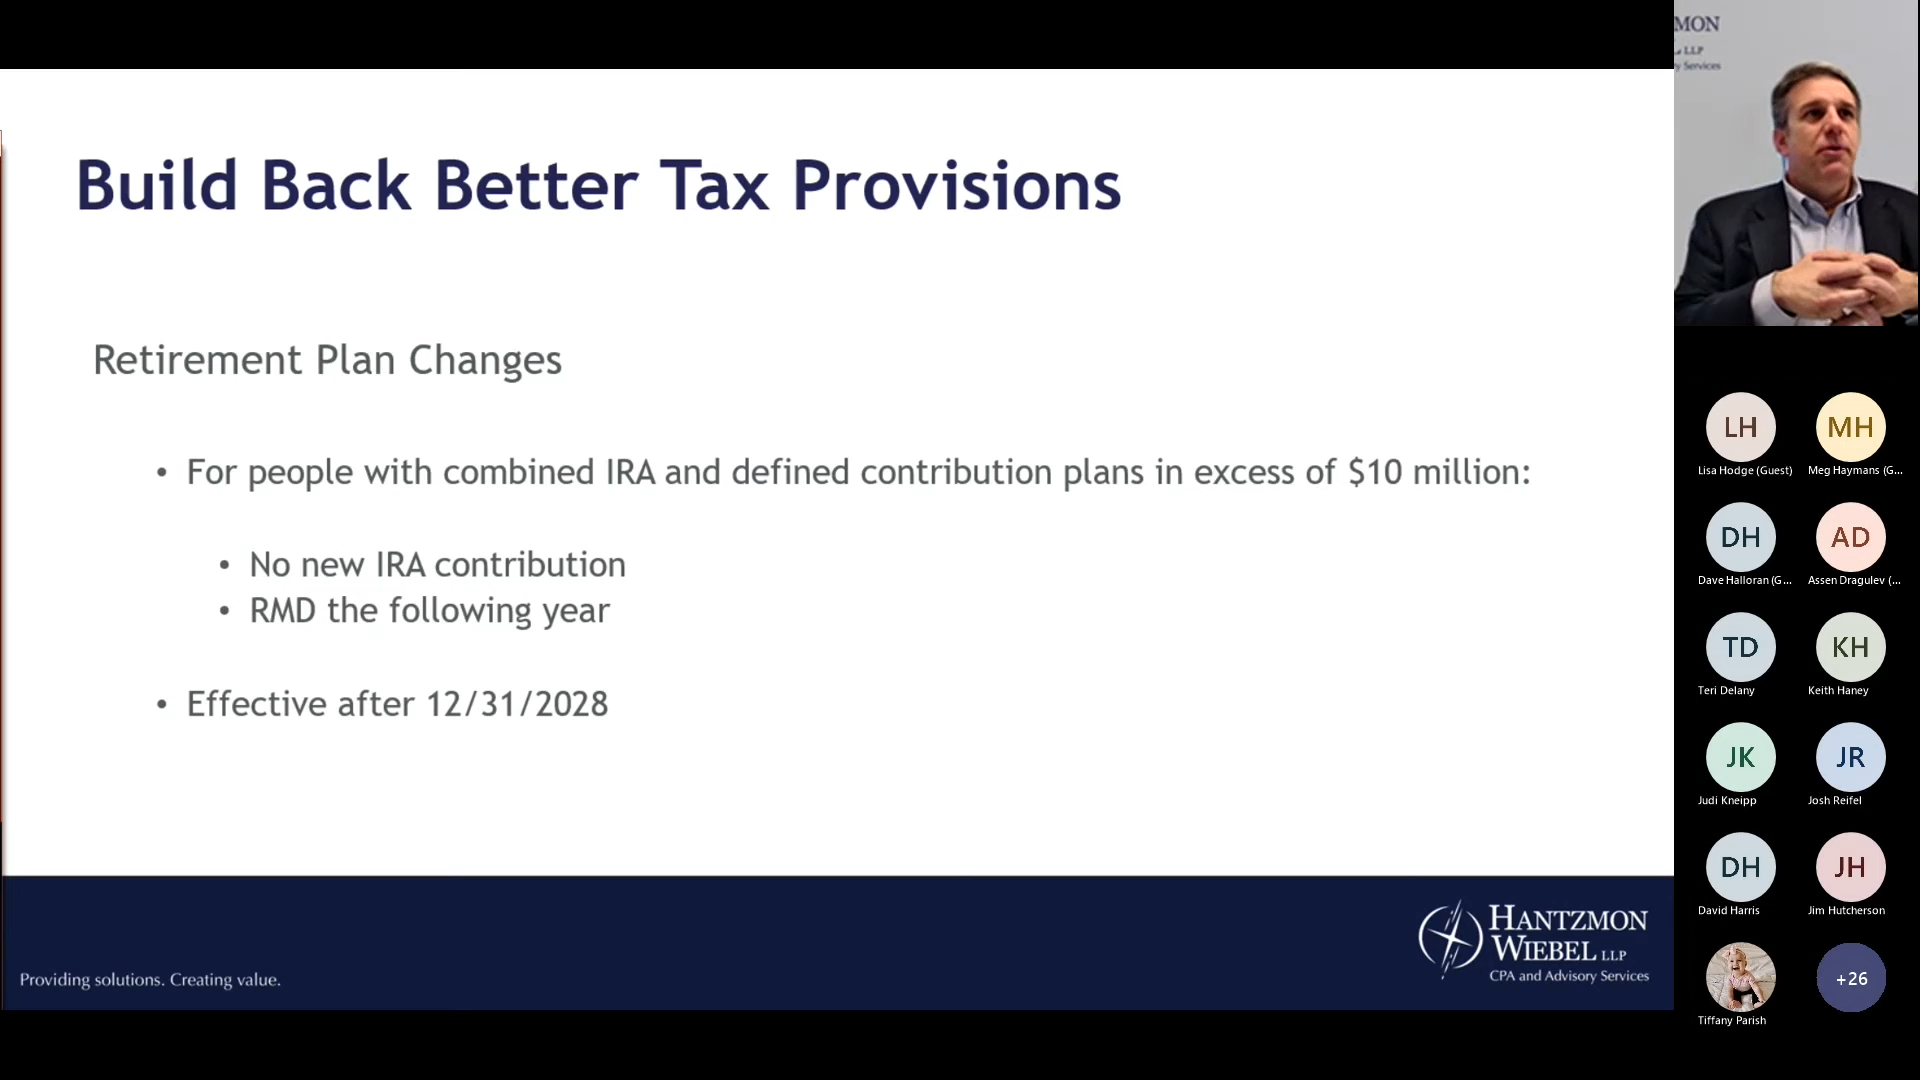 Build Back Better Tax Provisions
Retirement Plan Changes
• For people with combined IRA and defined contribution plans in excess of $10 million:
• No new IRA contribution
• RMD the following year
• Effective after 12/31/2028
Providing solutions. Creating value.
HANTZMON
WIEBEL LLP
CPA and Advisory Services
MON
LLP
y Services
LH
MH
Lisa Hodge (Guest)
Meg Haymans (G...
DH
AD
Dave Halloran (G...
Assen Dragulev (...
TD
KH
Teri Delany
Keith Haney
JK
JR
Judi Kneipp
Josh Reifel
DH
JH
David Harris
Jim Hutcherson
+26
Tiffany Parish